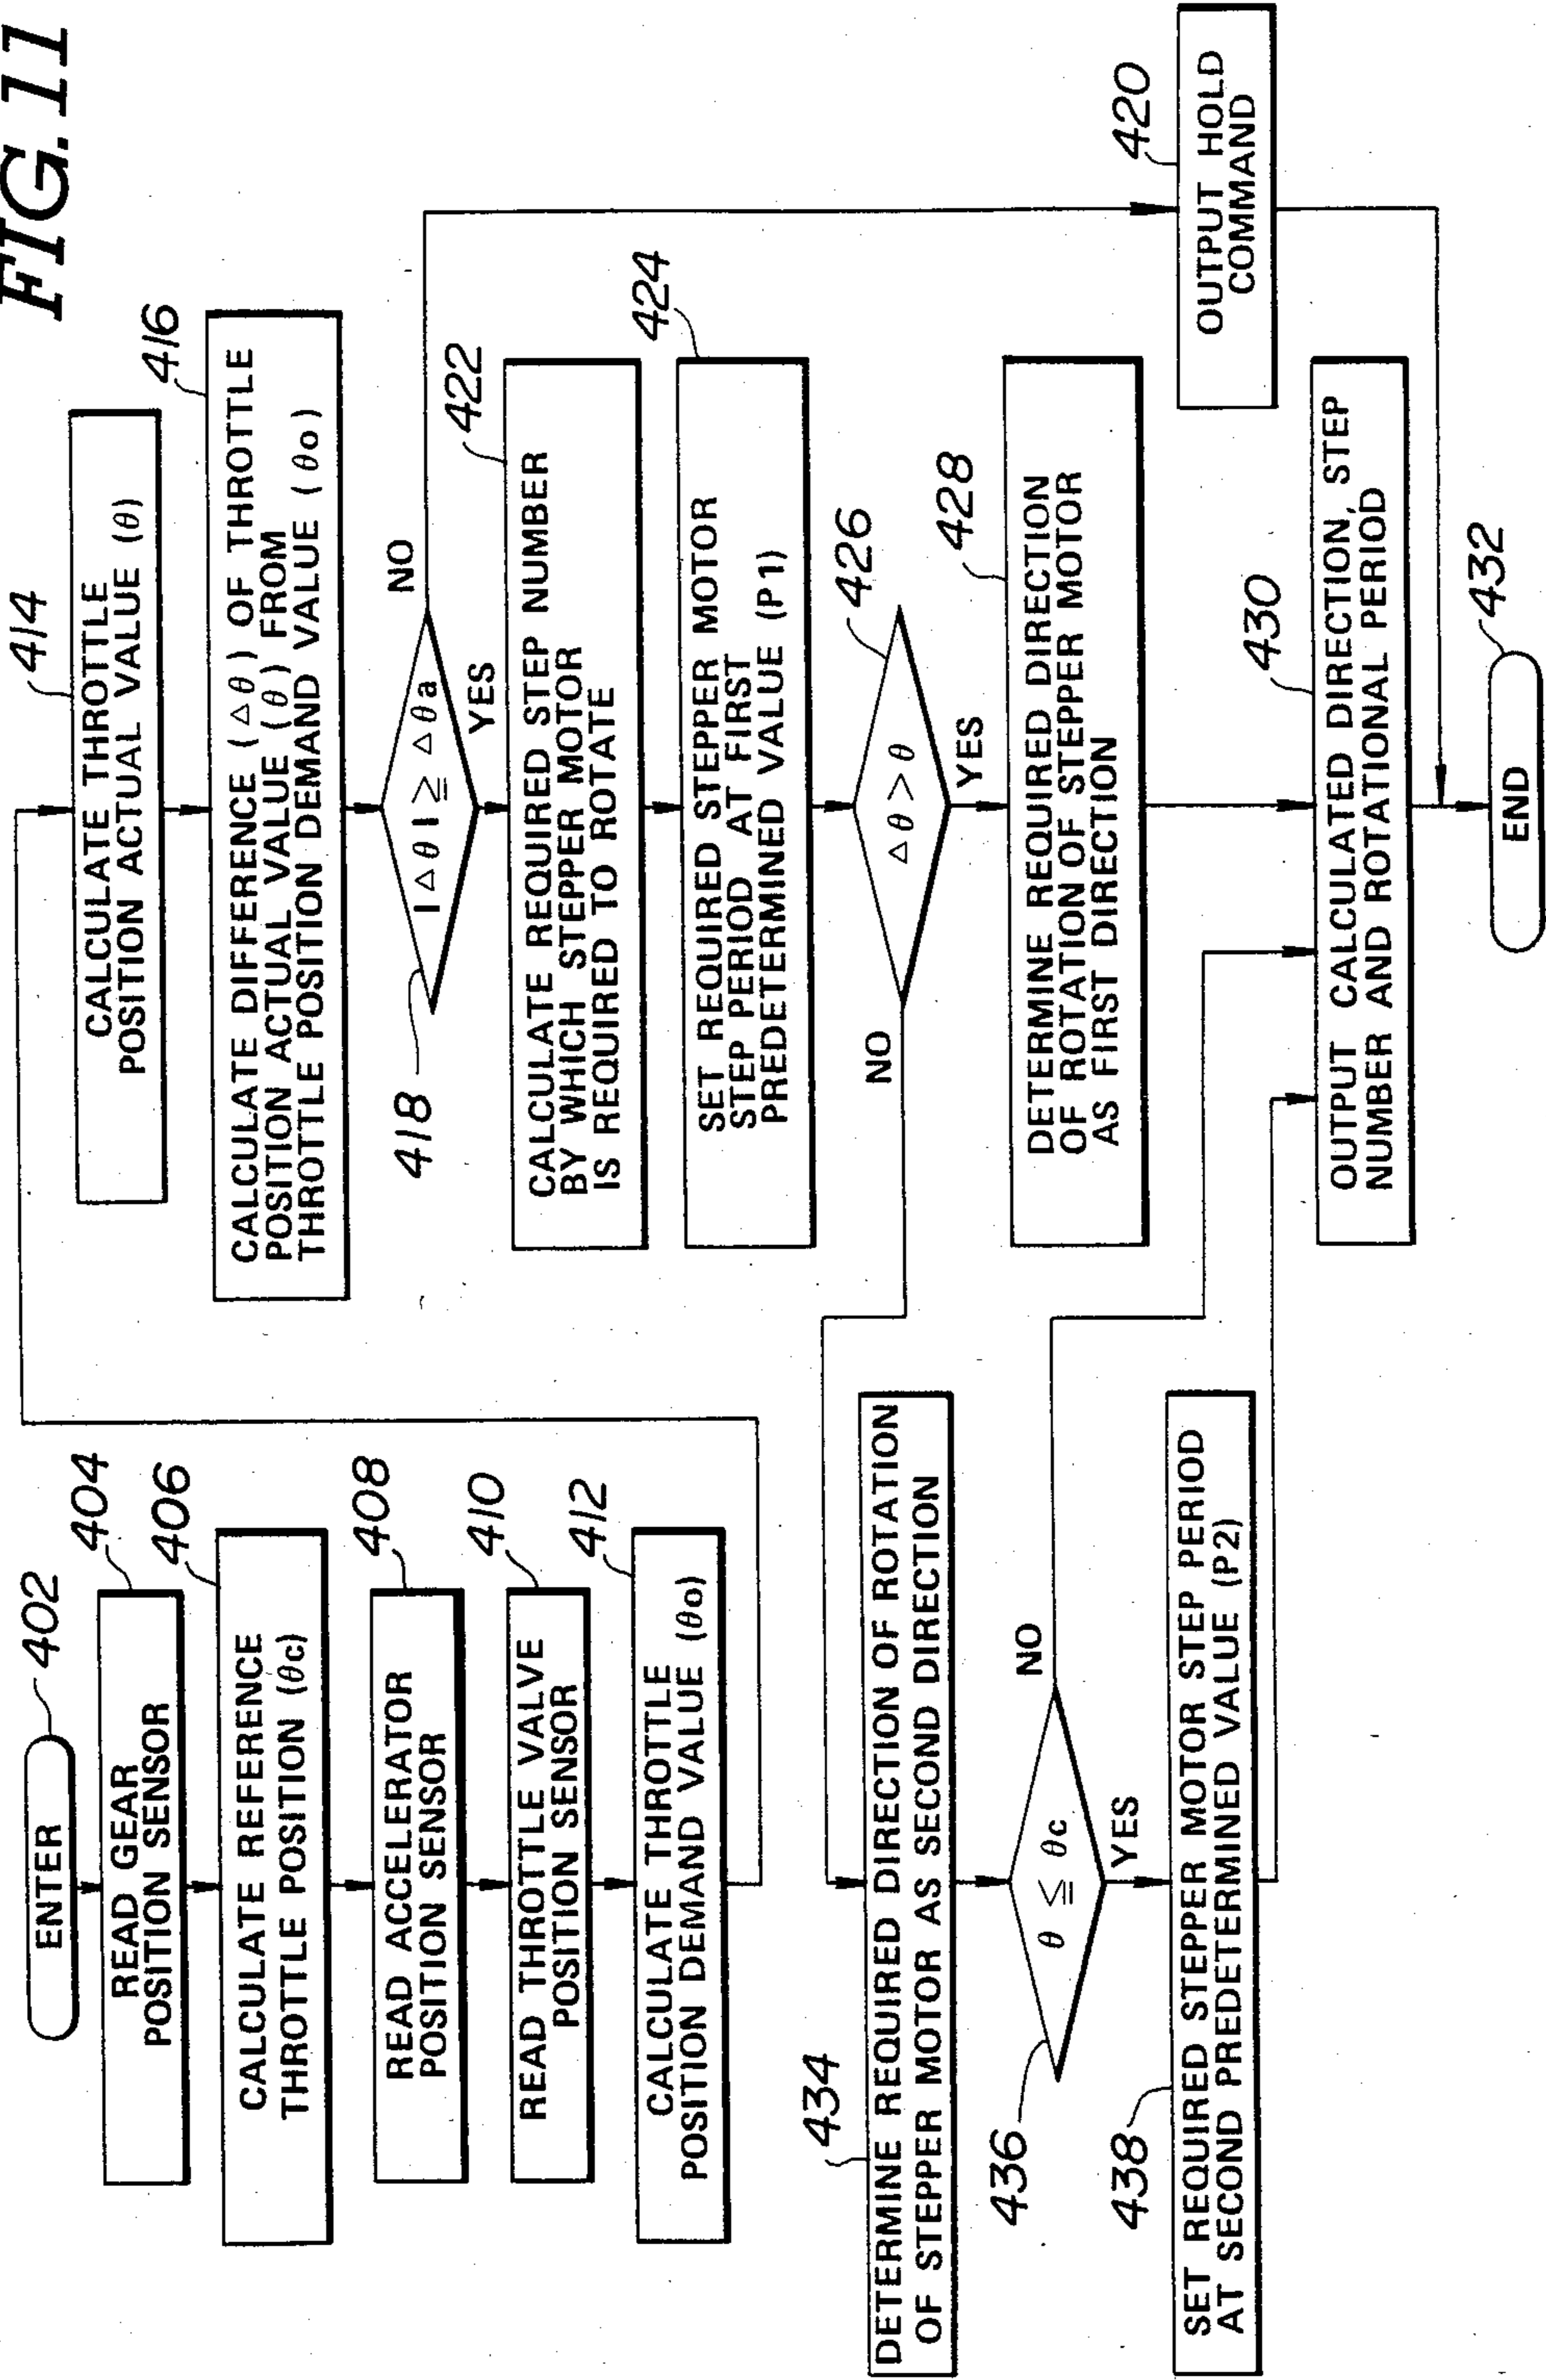 FIG.11
ENTER
402
READ GEAR
POSITION SENSOR
404
CALCULATE REFERENCE
THROTTLE POSITION (θc)
406
READ ACCELERATOR
POSITION SENSOR
408
READ THROTTLE VALVE
POSITION SENSOR
410
CALCULATE THROTTLE
POSITION DEMAND VALUE (θo)
412
CALCULATE THROTTLE
POSITION ACTUAL VALUE (θ)
414
CALCULATE DIFFERENCE (△θ) OF THROTTLE
POSITION ACTUAL VALUE (θ) FROM
THROTTLE POSITION DEMAND VALUE (θo)
416
|△θ| ≧ △θa
418
NO
YES
CALCULATE REQUIRED STEP NUMBER
BY WHICH STEPPER MOTOR
IS REQUIRED TO ROTATE
422
SET REQUIRED STEPPER MOTOR
STEP PERIOD AT FIRST
PREDETERMINED VALUE (P1)
424
△θ > θ
426
NO
YES
DETERMINE REQUIRED DIRECTION
OF ROTATION OF STEPPER MOTOR
AS FIRST DIRECTION
428
OUTPUT HOLD
COMMAND
420
OUTPUT CALCULATED DIRECTION, STEP
NUMBER AND ROTATIONAL PERIOD
430
END
432
DETERMINE REQUIRED DIRECTION OF ROTATION
OF STEPPER MOTOR AS SECOND DIRECTION
434
θ ≦ θc
436
NO
YES
SET REQUIRED STEPPER MOTOR STEP PERIOD
AT SECOND PREDETERMINED VALUE (P2)
438